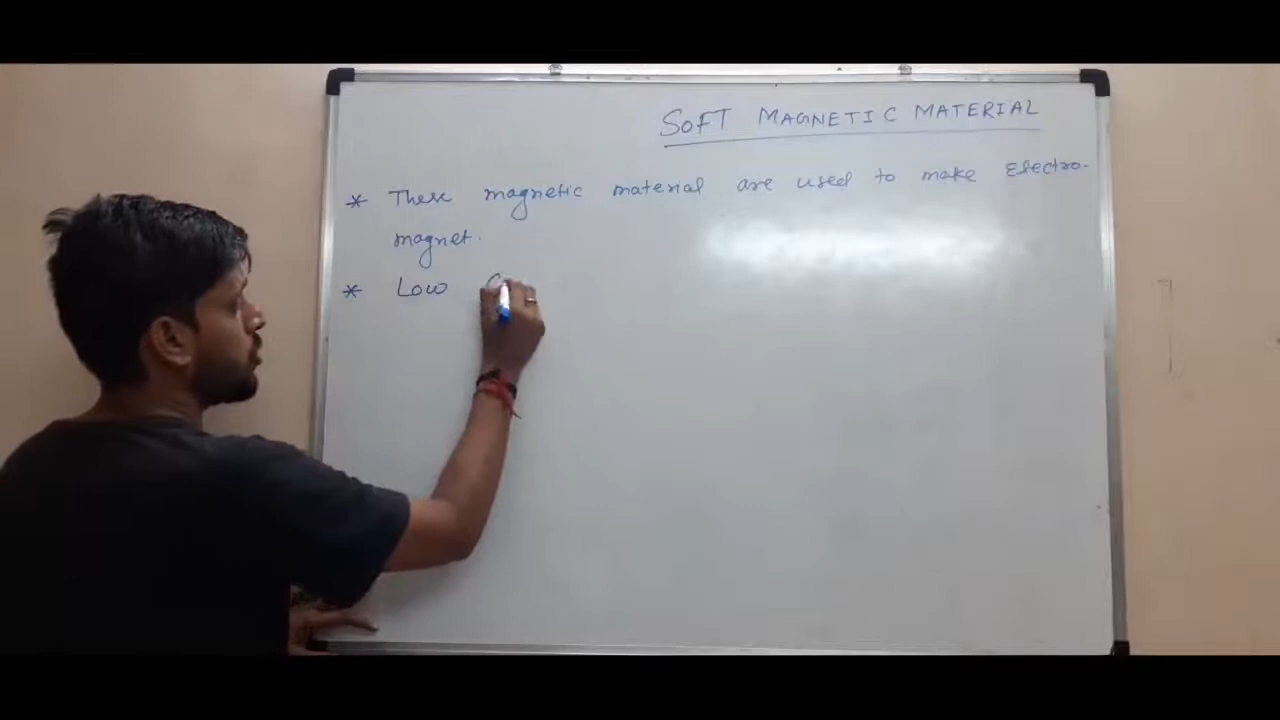 SOFT MAGNETIC MATERIAL
* These magnetic material are used to make Electro-
magnet.
* Low